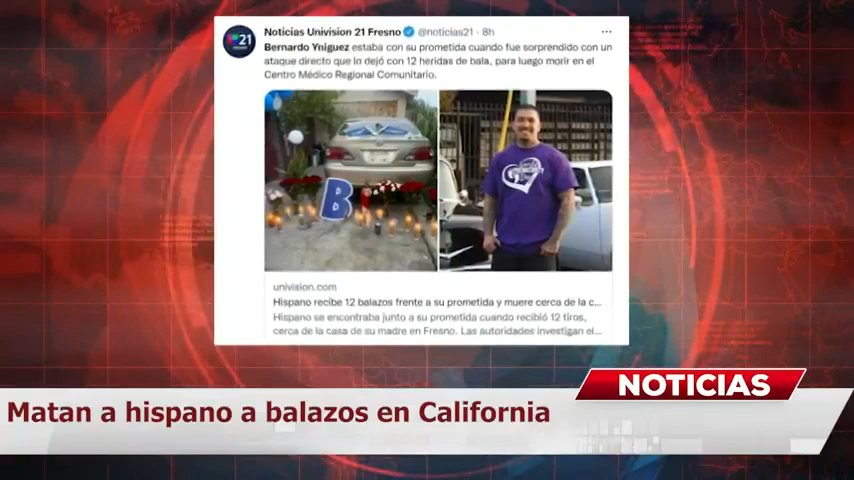 Noticias Univision 21 Fresno @noticias21 · 8h
Bernardo Yniguez estaba con su prometida cuando fue sorprendido con un
ataque directo que lo dejó con 12 heridas de bala, para luego morir en el
Centro Médico Regional Comunitario.
21
B
univision.com
Hispano recibe 12 balazos frente a su prometida y muere cerca de la c...
Hispano se encontraba junto a su prometida cuando recibió 12 tiros,
cerca de la casa de su madre en Fresno. Las autoridades investigan el...
NOTICIAS
Matan a hispano a balazos en California